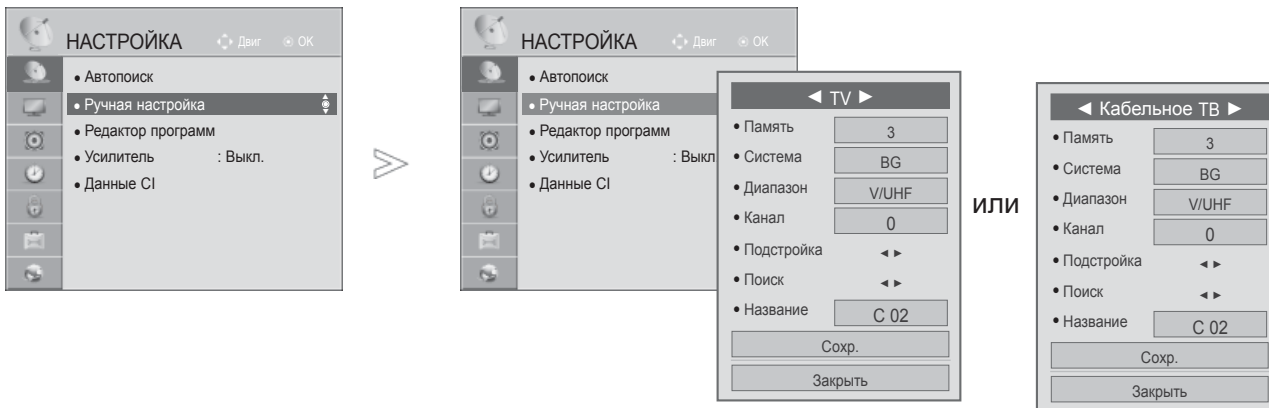 НАСТРОЙКА Двиг ОК
• Автопоиск
• Ручная настройка
• Редактор программ
• Усилитель : Выкл.
• Данные CI
НАСТРОЙКА Двиг ОК
• Автопоиск
• Ручная настройка
• Редактор программ
• Усилитель : Выкл
• Данные CI
◄ TV ►
• Память 3
• Система BG
• Диапазон V/UHF
• Канал 0
• Подстройка ◄ ►
• Поиск ◄ ►
• Название C 02
Сохр.
Закрыть
или
◄ Кабельное ТВ ►
• Память 3
• Система BG
• Диапазон V/UHF
• Канал 0
• Подстройка ◄ ►
• Поиск ◄ ►
• Название C 02
Сохр.
Закрыть